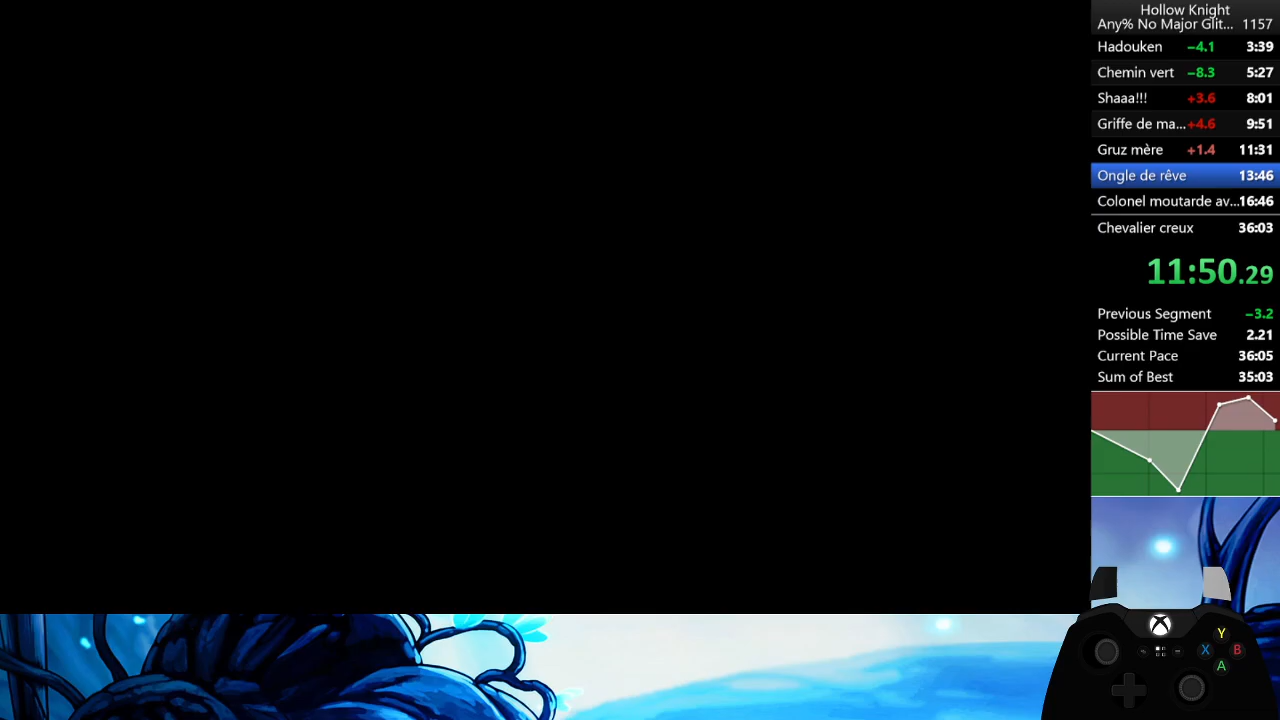 Hollow Knight
Any% No Major Glit... 1157
Hadouken −4.1 3:39
Chemin vert −8.3 5:27
Shaaa!!! +3.6 8:01
Griffe de ma... +4.6 9:51
Gruz mère +1.4 11:31
Ongle de rêve 13:46
Colonel moutarde av... 16:46
Chevalier creux 36:03
11:50.29
Previous Segment −3.2
Possible Time Save 2.21
Current Pace 36:05
Sum of Best 35:03
Y
X B
A